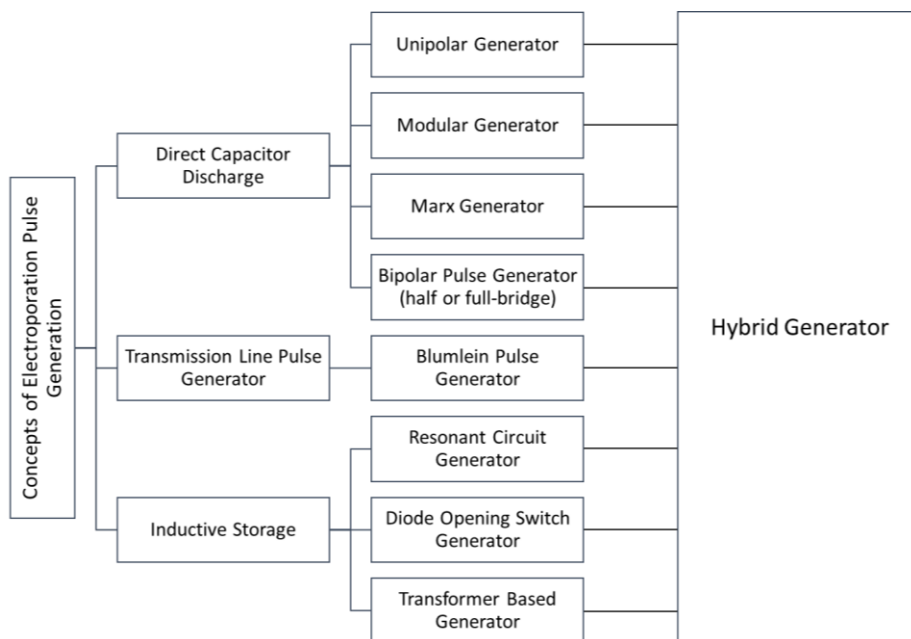 Concepts of Electroporation Pulse
Generation
Direct Capacitor
Discharge
Transmission Line Pulse
Generator
Inductive Storage
Unipolar Generator
Modular Generator
Marx Generator
Bipolar Pulse Generator
(half or full-bridge)
Blumlein Pulse
Generator
Resonant Circuit
Generator
Diode Opening Switch
Generator
Transformer Based
Generator
Hybrid Generator